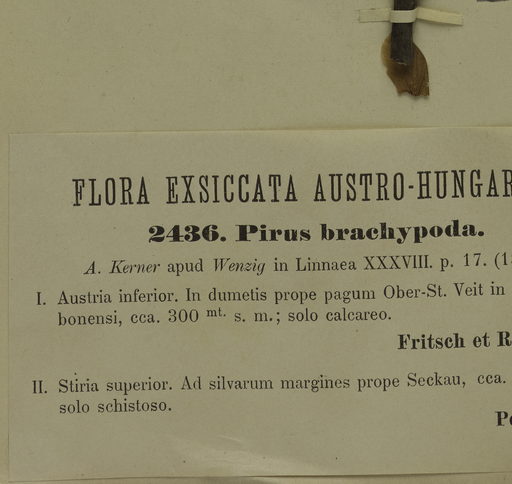 FLORA EXSICCATA AUSTRO-HUNGAR
2436. Pirus brachypoda.
A. Kerner apud Wenzig in Linnaea XXXVIII. p. 17. (1
I. Austria inferior. In dumetis prope pagum Ober-St. Veit in
bonensi, cca. 300 mt. s. m.; solo calcareo.
Fritsch et R
II. Stiria superior. Ad silvarum margines prope Seckau, cca.
solo schistoso.
P